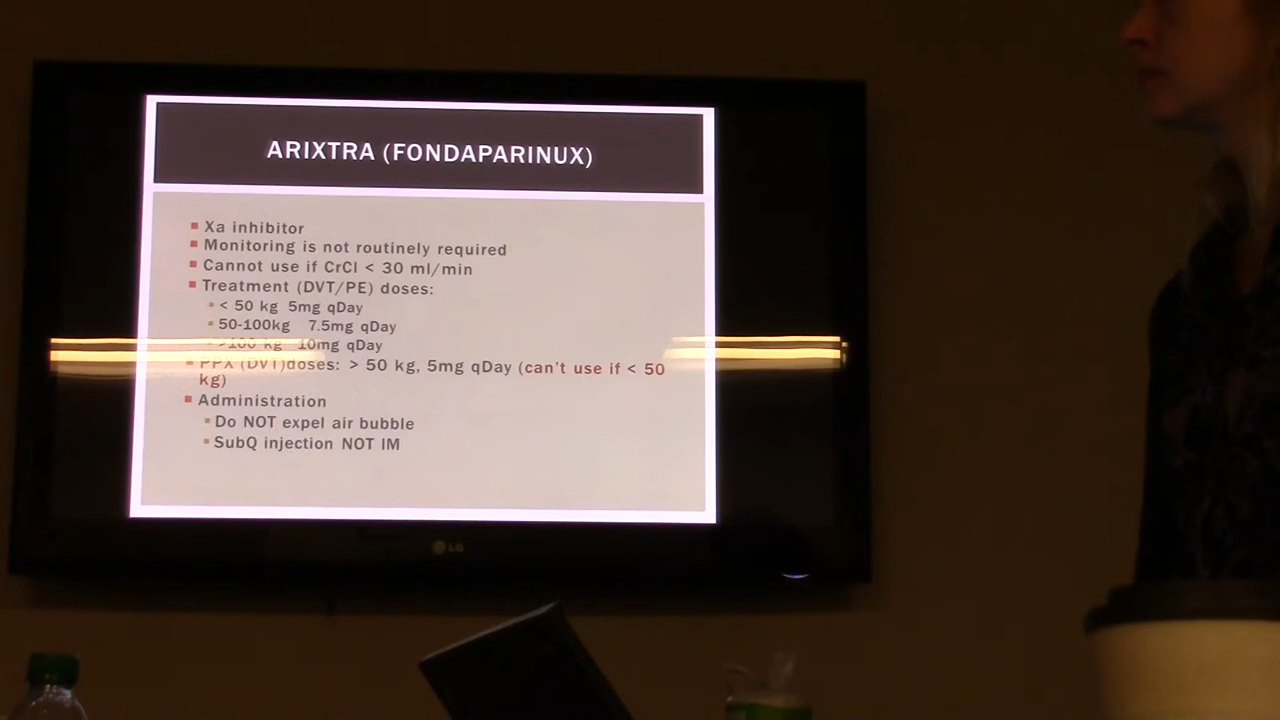 ARIXTRA (FONDAPARINUX)
Xa inhibitor
Monitoring is not routinely required
Cannot use if CrCl < 30 ml/min
Treatment (DVT/PE) doses:
< 50 kg 5mg qDay
50-100kg 7.5mg qDay
>100 kg 10mg qDay
PPX (DVT)doses: > 50 kg, 5mg qDay (can't use if < 50
kg)
Administration
Do NOT expel air bubble
SubQ injection NOT IM
LG